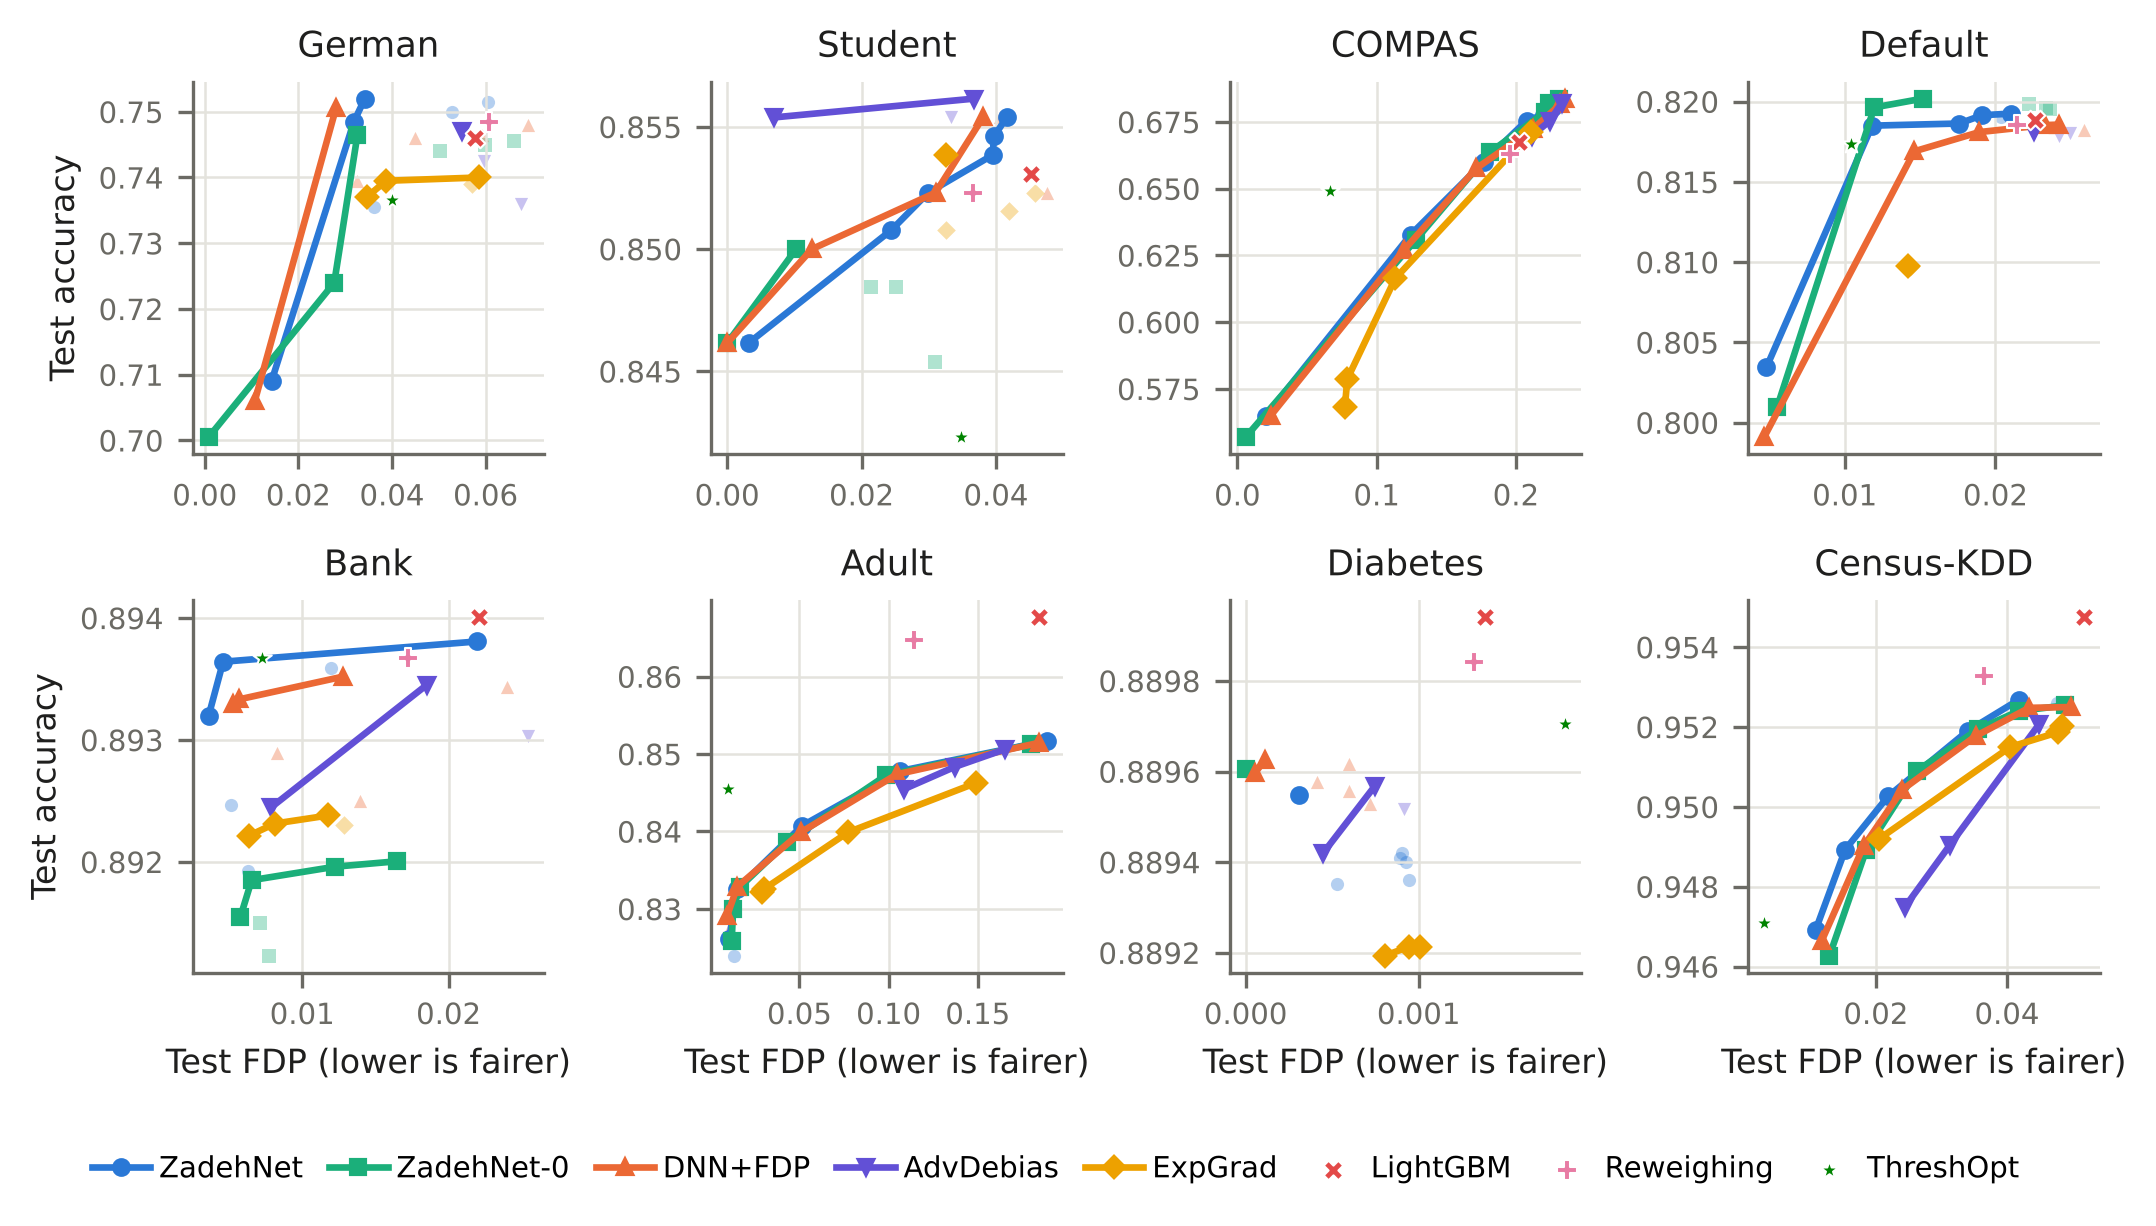 German
Student
COMPAS
Default
Test accuracy
0.75
0.74
0.73
0.72
0.71
0.70
0.00 0.02 0.04 0.06
0.855
0.850
0.845
0.00 0.02 0.04
0.675
0.650
0.625
0.600
0.575
0.0 0.1 0.2
0.820
0.815
0.810
0.805
0.800
0.01 0.02
Bank
Adult
Diabetes
Census-KDD
Test accuracy
0.894
0.893
0.892
0.01 0.02
Test FDP (lower is fairer)
0.86
0.85
0.84
0.83
0.05 0.10 0.15
Test FDP (lower is fairer)
0.8898
0.8896
0.8894
0.8892
0.000 0.001
Test FDP (lower is fairer)
0.954
0.952
0.950
0.948
0.946
0.02 0.04
Test FDP (lower is fairer)
ZadehNet ZadehNet-0 DNN+FDP AdvDebias ExpGrad LightGBM Reweighing ThreshOpt